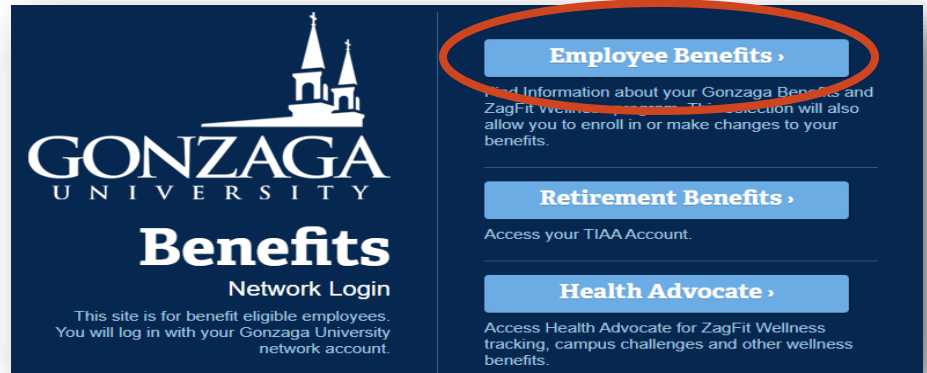 GONZAGA
UNIVERSITY
Benefits
Network Login
This site is for benefit eligible employees.
You will log in with your Gonzaga University
network account.
Employee Benefits ›
Find Information about your Gonzaga Benefits and
ZagFit Wellness program. This selection will also
allow you to enroll in or make changes to your
benefits.
Retirement Benefits ›
Access your TIAA Account.
Health Advocate ›
Access Health Advocate for ZagFit Wellness
tracking, campus challenges and other wellness
benefits.